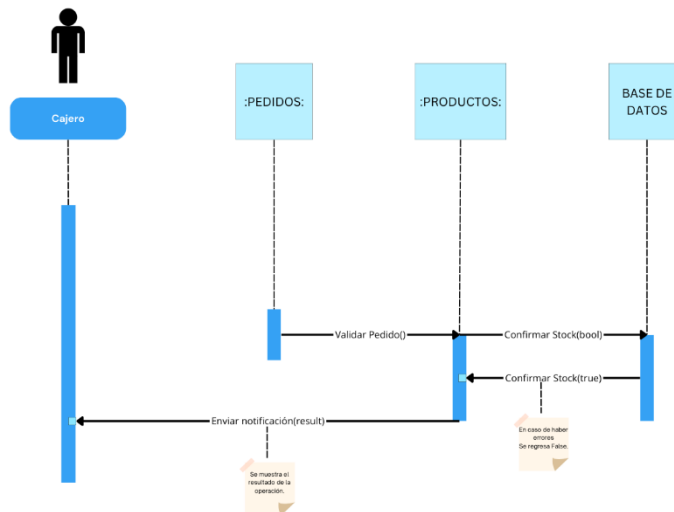 Cajero
:PEDIDOS:
:PRODUCTOS:
BASE DE
DATOS
Validar Pedido()
Confirmar Stock(bool)
Confirmar Stock(true)
Enviar notificación(result)
En caso de haber
errores
Se regresa False.
Se muestra el
resultado de la
operación.